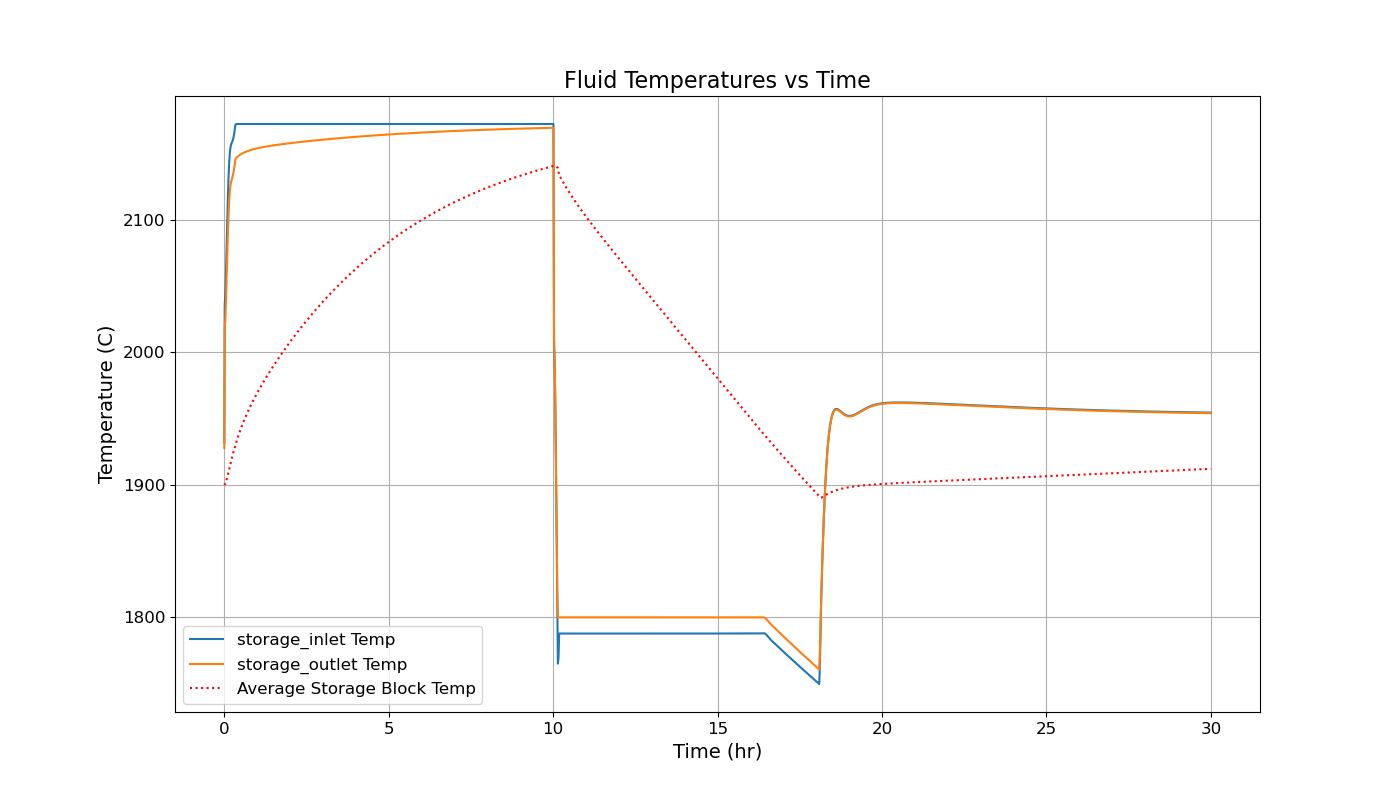 Fluid Temperatures vs Time
Temperature (C)
2100
2000
1900
1800
storage_inlet Temp
storage_outlet Temp
Average Storage Block Temp
0 5 10 15 20 25 30
Time (hr)